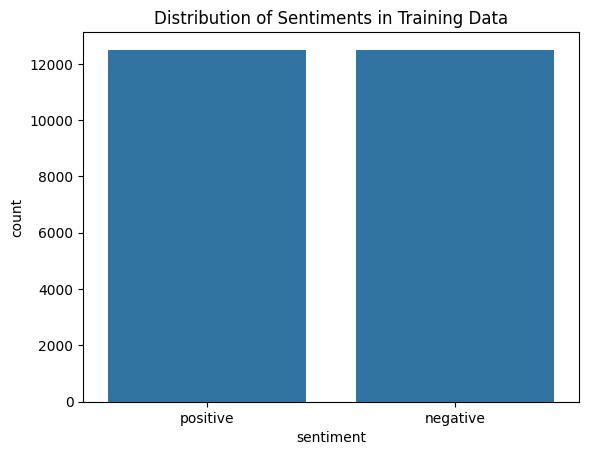 Distribution of Sentiments in Training Data
12000
10000
8000
6000
4000
2000
0
count
positive negative
sentiment